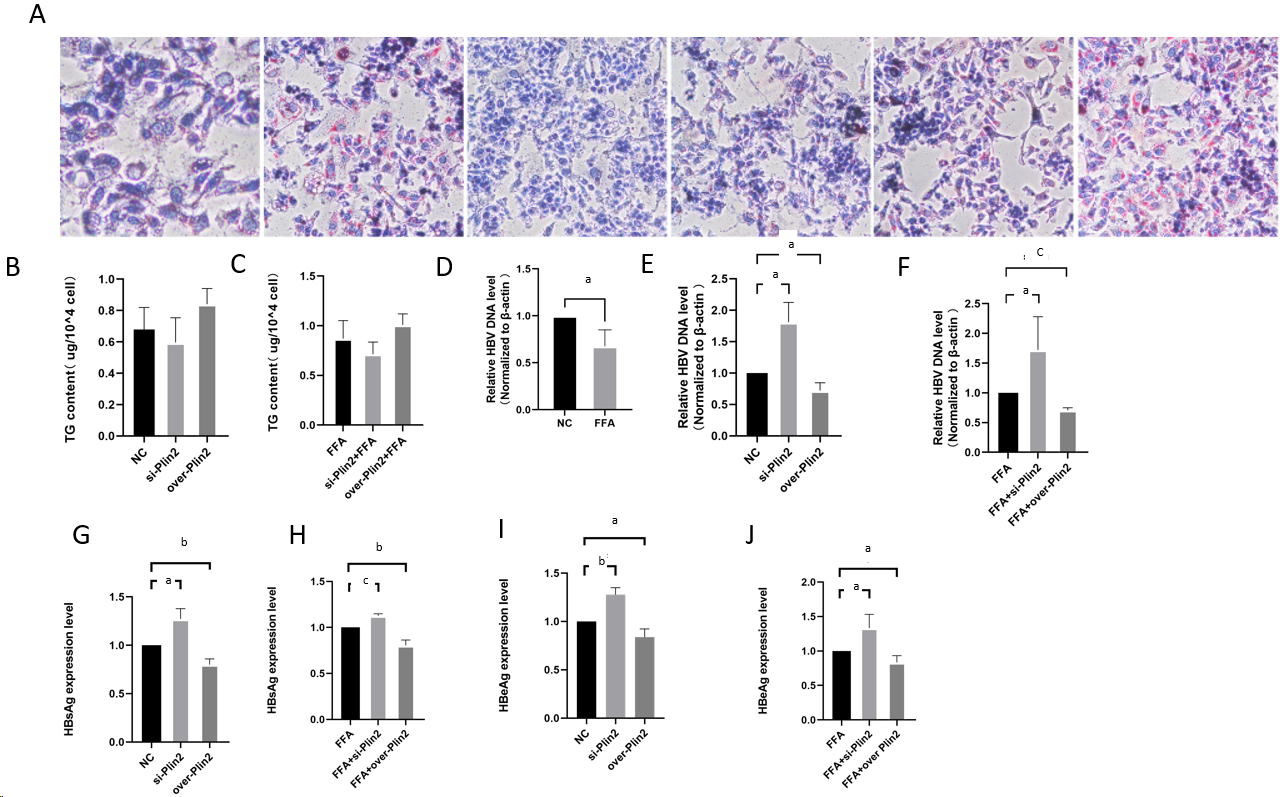 A
B
TG content( ug/10^4 cell)
1.0
0.8
0.6
0.4
0.2
0.0
NC
si-Plin2
over-Plin2
C
TG content( ug/10^4 cell)
1.5
1.0
0.5
0.0
FFA
si-Plin2+FFA
over-Plin2+FFA
D
Relative HBV DNA level
(Normalized to β-actin )
1.5
1.0
0.5
0.0
a
NC
FFA
E
Relative HBV DNA level
(Normalized to β-actin )
2.5
2.0
1.5
1.0
0.5
0.0
a
a
NC
si-Plin2
over-Plin2
F
Relative HBV DNA level
(Normalized to β-actin )
2.5
2.0
1.5
1.0
0.5
0.0
C
a
FFA
FFA+si-Plin2
FFA+over-Plin2
G
HBsAg expression level
1.5
1.0
0.5
0.0
b
a
NC
si-Plin2
over-Plin2
H
HBsAg expression level
1.5
1.0
0.5
0.0
b
c
FFA
FFA+si-Plin2
FFA+over-Plin2
I
HBeAg expression level
1.5
1.0
0.5
0.0
a
b
NC
si-Plin2
over-Plin2
J
HBeAg expression level
2.0
1.5
1.0
0.5
0.0
a
a
FFA
FFA+si-Plin2
FFA+over Plin2